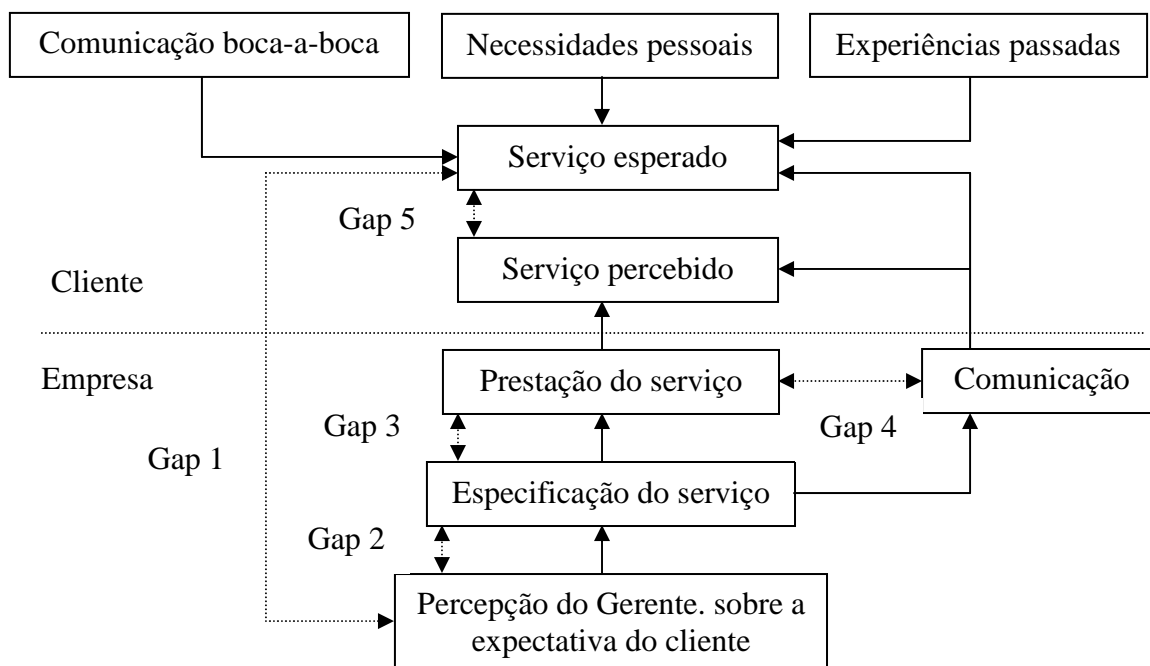 Comunicação boca-a-boca
Necessidades pessoais
Experiências passadas
Serviço esperado
Gap 5
Serviço percebido
Cliente
Empresa
Prestação do serviço
Comunicação
Gap 3
Gap 4
Gap 1
Especificação do serviço
Gap 2
Percepção do Gerente. sobre a
expectativa do cliente